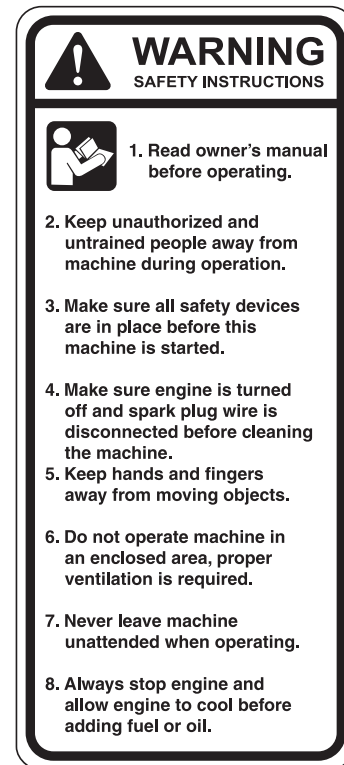 WARNING
SAFETY INSTRUCTIONS
1. Read owner's manual
before operating.
2. Keep unauthorized and
untrained people away from
machine during operation.
3. Make sure all safety devices
are in place before this
machine is started.
4. Make sure engine is turned
off and spark plug wire is
disconnected before cleaning
the machine.
5. Keep hands and fingers
away from moving objects.
6. Do not operate machine in
an enclosed area, proper
ventilation is required.
7. Never leave machine
unattended when operating.
8. Always stop engine and
allow engine to cool before
adding fuel or oil.